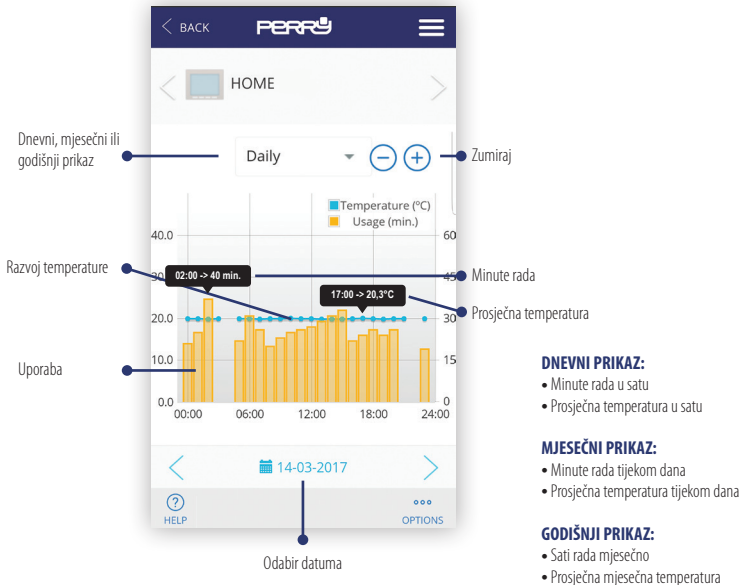 BACK
PERRY
HOME
Dnevni, mjesečni ili
godišnji prikaz
Daily
Zumiraj
Temperature (°C)
Usage (min.)
40.0
60
Razvoj temperature
30.0
02:00 -> 40 min.
45
Minute rada
17:00 -> 20,3°C
Prosječna temperatura
20.0
30
Uporaba
10.0
15
0.0
0
00:00 06:00 12:00 18:00 24:00
14-03-2017
HELP
OPTIONS
Odabir datuma
DNEVNI PRIKAZ:
• Minute rada u satu
• Prosječna temperatura u satu
MJESEČNI PRIKAZ:
• Minute rada tijekom dana
• Prosječna temperatura tijekom dana
GODIŠNJI PRIKAZ:
• Sati rada mjesečno
• Prosječna mjesečna temperatura